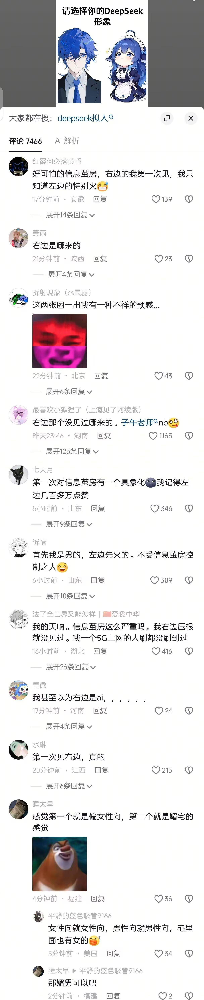 请选择你的DeepSeek
形象
大家都在搜：deepseek拟人
评论 7466
AI 解析
红霞何必落黄昏
好可怕的信息茧房，右边的我第一次见，我只
知道左边的特别火
17分钟前 · 安徽 回复 139
展开14条回复
萧雨
右边是哪来的
21分钟前 · 陕西 回复 23
展开4条回复
拆射现象（cs最弱）
这两张图一出我有一种不祥的预感...
22分钟前 · 北京 回复 43
展开6条回复
最喜欢小狐狸了（上海见了阿绫版）
右边那个没见过哪来的。子午老师nb
昨天23:46 · 湖南 回复 1165
展开125条回复
七天月
第一次对信息茧房有一个具象化我记得左
边几百多万点赞
5小时前 · 山东 回复 346
展开9条回复
诉情
首先我是男的，左边先火的。不受信息茧房控
制之人
6小时前 · 山东 回复 309
展开10条回复
法了全世界又能怎样｜🇨🇳爱我中华
我的天呐。信息茧房这么严重吗。我右边压根
就没见过。我一个5G上网的人刷都没刷到过
13小时前 · 湖北 回复 416
展开26条回复
青微
我甚至以为右边是ai，，，，，，
17分钟前 · 河南 回复 24
展开4条回复
水琳
第一次见右边，真的
20分钟前 · 江西 回复 215
展开6条回复
睡太早
感觉第一个就是偏女性向，第二个就是媚宅的
感觉
4分钟前 · 福建 回复 36
平静的蓝色吸管9166
女性向就女性向，男性向就男性向，宅里
面也有女的
3分钟前 · 美国 回复 34
睡太早 ▶ 平静的蓝色吸管9166
那媚男可以吧
2分钟前 · 福建 回复 2